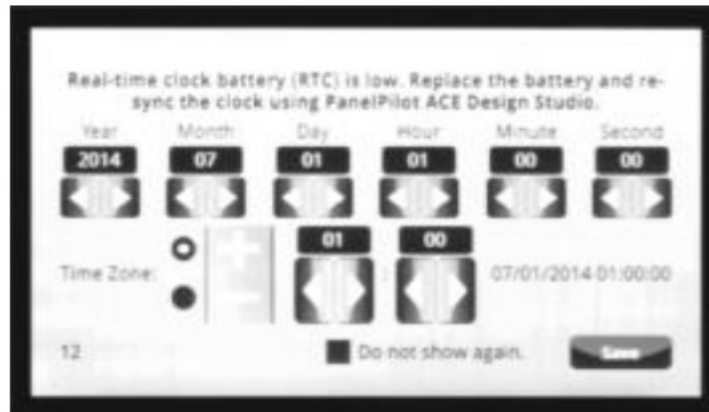 Real-time clock battery (RTC) is low. Replace the battery and re-
sync the clock using PanelPilot ACE Design Studio.
Year Month Day Hour Minute Second
2014 07 01 01 00 00
01 00
Time Zone: + : 07/01/2014 01:00:00
−
12 Do not show again. Save